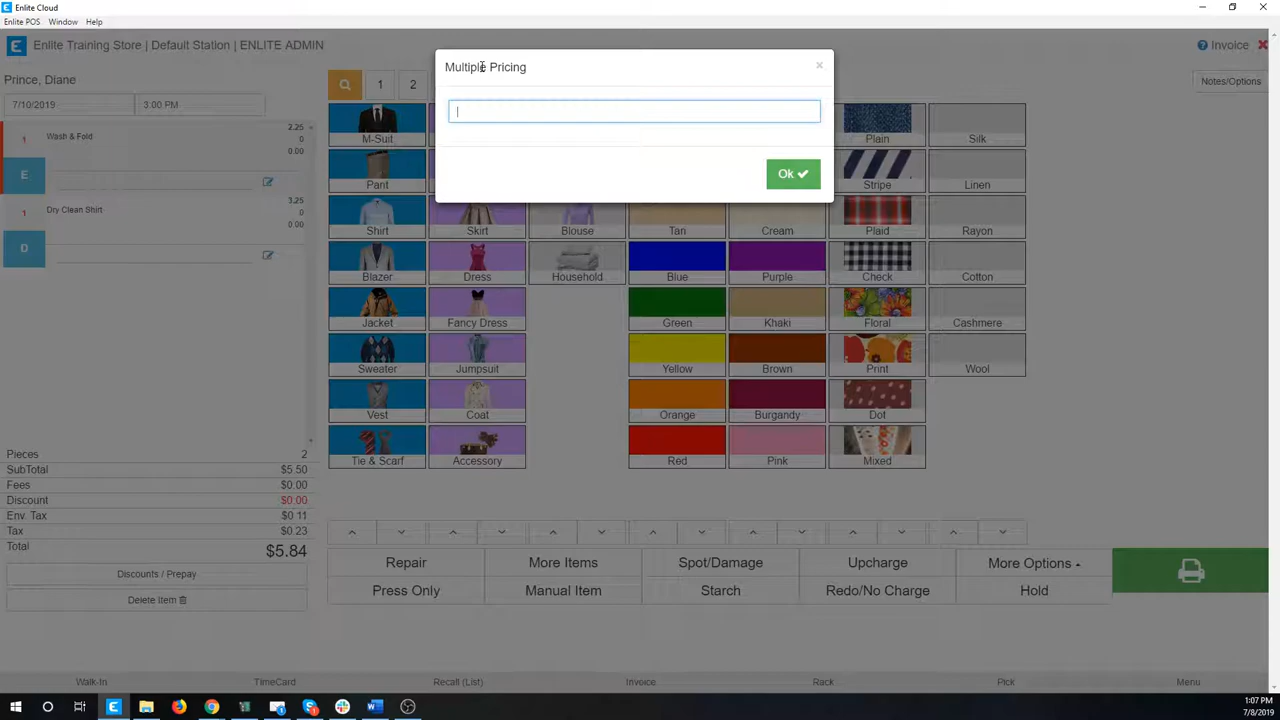 Enlite Cloud
Enlite POS Window Help
Enlite Training Store | Default Station | ENLITE ADMIN
Invoice
Prince, Diane
1 2
Notes/Options
7/10/2019 3:00 PM
Multiple Pricing
Ok
1 Wash & Fold 2.25
0
0.00
E
1 Dry Clean Shirt 3.25
0
0.00
D
M-Suit Plain Silk
Pant Stripe Linen
Shirt Skirt Blouse Tan Cream Plaid Rayon
Blazer Dress Household Blue Purple Check Cotton
Jacket Fancy Dress Green Khaki Floral Cashmere
Sweater Jumpsuit Yellow Brown Print Wool
Vest Coat Orange Burgandy Dot
Tie & Scarf Accessory Red Pink Mixed
Pieces 2
SubTotal $5.50
Fees $0.00
Discount $0.00
Env. Tax $0.11
Tax $0.23
Total $5.84
Discounts / Prepay
Delete Item
Repair More Items Spot/Damage Upcharge More Options
Press Only Manual Item Starch Redo/No Charge Hold
Walk-In TimeCard Recall (List) Invoice Rack Pick Menu
1:07 PM
7/8/2019